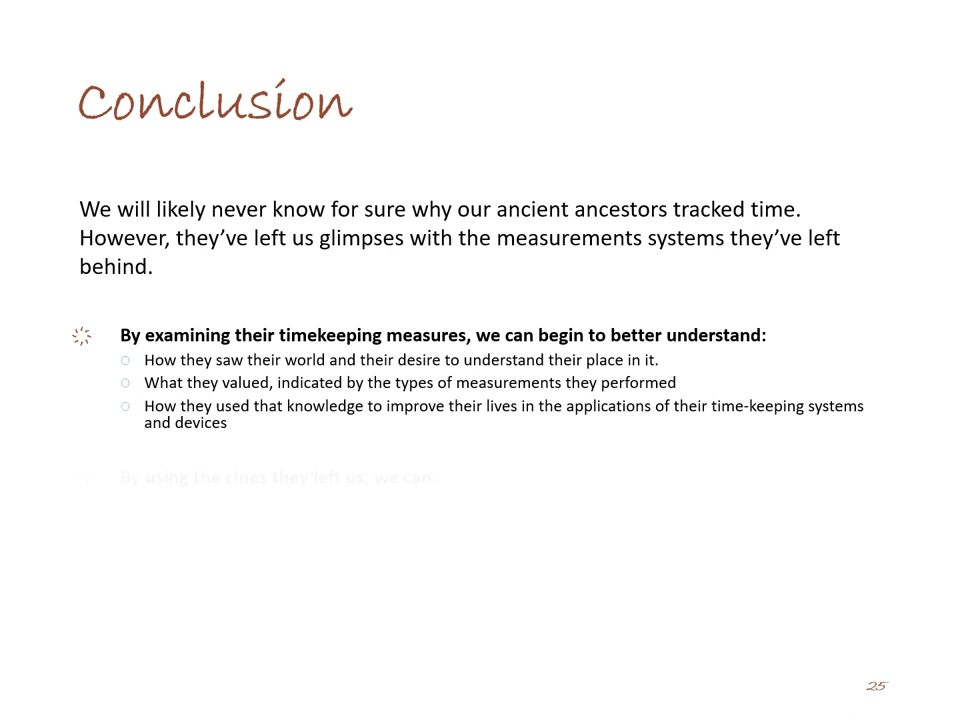 Conclusion
We will likely never know for sure why our ancient ancestors tracked time.
However, they’ve left us glimpses with the measurements systems they’ve left
behind.
By examining their timekeeping measures, we can begin to better understand:
How they saw their world and their desire to understand their place in it.
What they valued, indicated by the types of measurements they performed
How they used that knowledge to improve their lives in the applications of their time-keeping systems
and devices
By using the clues they left us, we can:
25